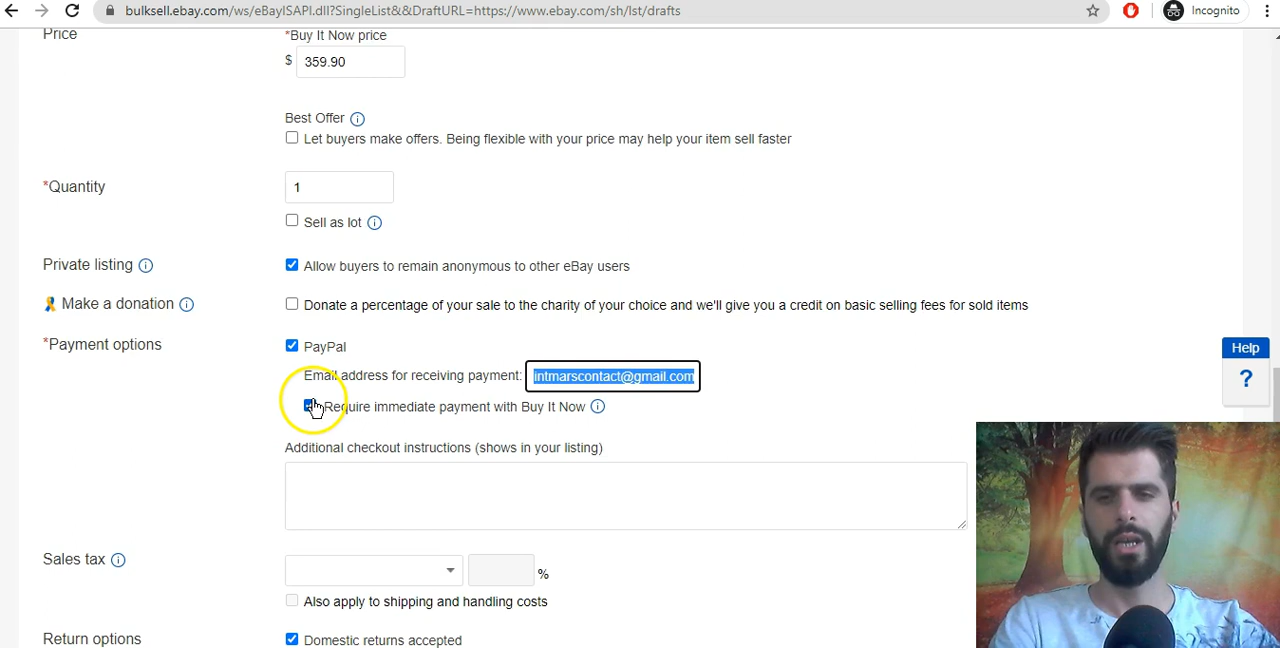 bulksell.ebay.com/ws/eBayISAPI.dll?SingleList&&DraftURL=https://www.ebay.com/sh/lst/drafts
Incognito
Price
*Buy It Now price
$ 359.90
Best Offer
Let buyers make offers. Being flexible with your price may help your item sell faster
*Quantity
1
Sell as lot
Private listing
Allow buyers to remain anonymous to other eBay users
Make a donation
Donate a percentage of your sale to the charity of your choice and we'll give you a credit on basic selling fees for sold items
*Payment options
PayPal
Email address for receiving payment: intmarscontact@gmail.com
Require immediate payment with Buy It Now
Help
?
Additional checkout instructions (shows in your listing)
Sales tax
%
Also apply to shipping and handling costs
Return options
Domestic returns accepted